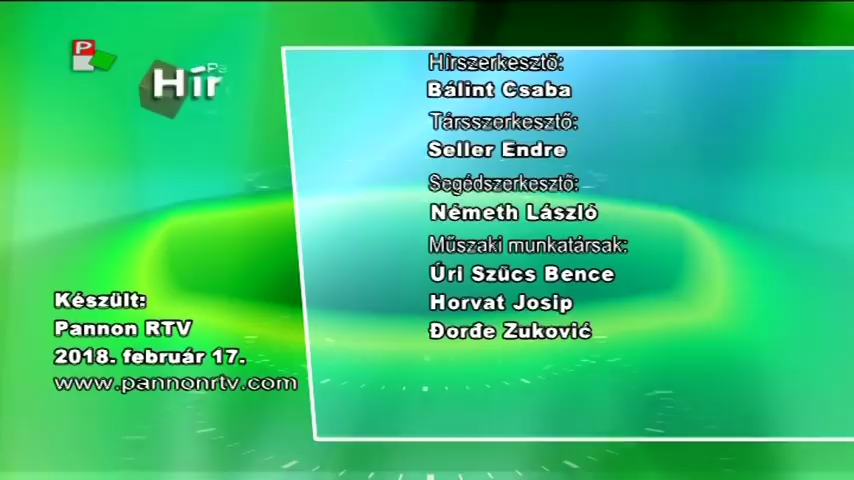 P
Pa
Hír
Hírszerkesztő:
Bálint Csaba
Társszerkesztő:
Seller Endre
Segédszerkesztő:
Németh László
Műszaki munkatársak:
Úri Szűcs Bence
Horvat Josip
Đorđe Zuković
Készült:
Pannon RTV
2018. február 17.
www.pannonrtv.com